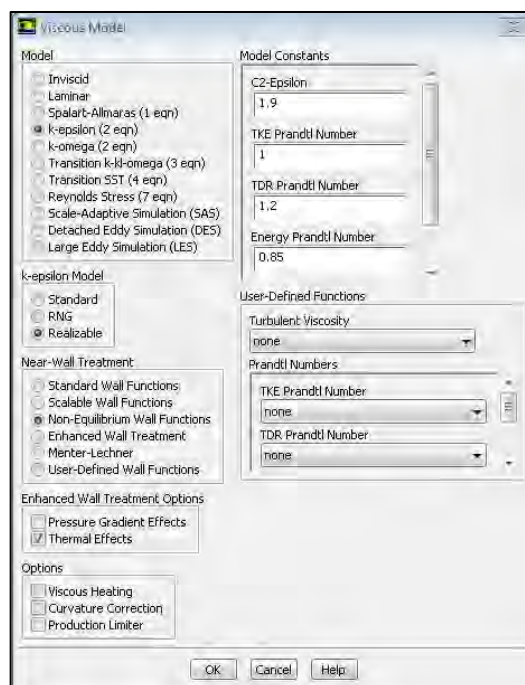 Viscous Model
Model
Inviscid
Laminar
Spalart-Allmaras (1 eqn)
k-epsilon (2 eqn)
k-omega (2 eqn)
Transition k-kl-omega (3 eqn)
Transition SST (4 eqn)
Reynolds Stress (7 eqn)
Scale-Adaptive Simulation (SAS)
Detached Eddy Simulation (DES)
Large Eddy Simulation (LES)
k-epsilon Model
Standard
RNG
Realizable
Near-Wall Treatment
Standard Wall Functions
Scalable Wall Functions
Non-Equilibrium Wall Functions
Enhanced Wall Treatment
Menter-Lechner
User-Defined Wall Functions
Enhanced Wall Treatment Options
Pressure Gradient Effects
Thermal Effects
Options
Viscous Heating
Curvature Correction
Production Limiter
Model Constants
C2-Epsilon
1.9
TKE Prandtl Number
1
TDR Prandtl Number
1.2
Energy Prandtl Number
0.85
User-Defined Functions
Turbulent Viscosity
none
Prandtl Numbers
TKE Prandtl Number
none
TDR Prandtl Number
none
OK Cancel Help